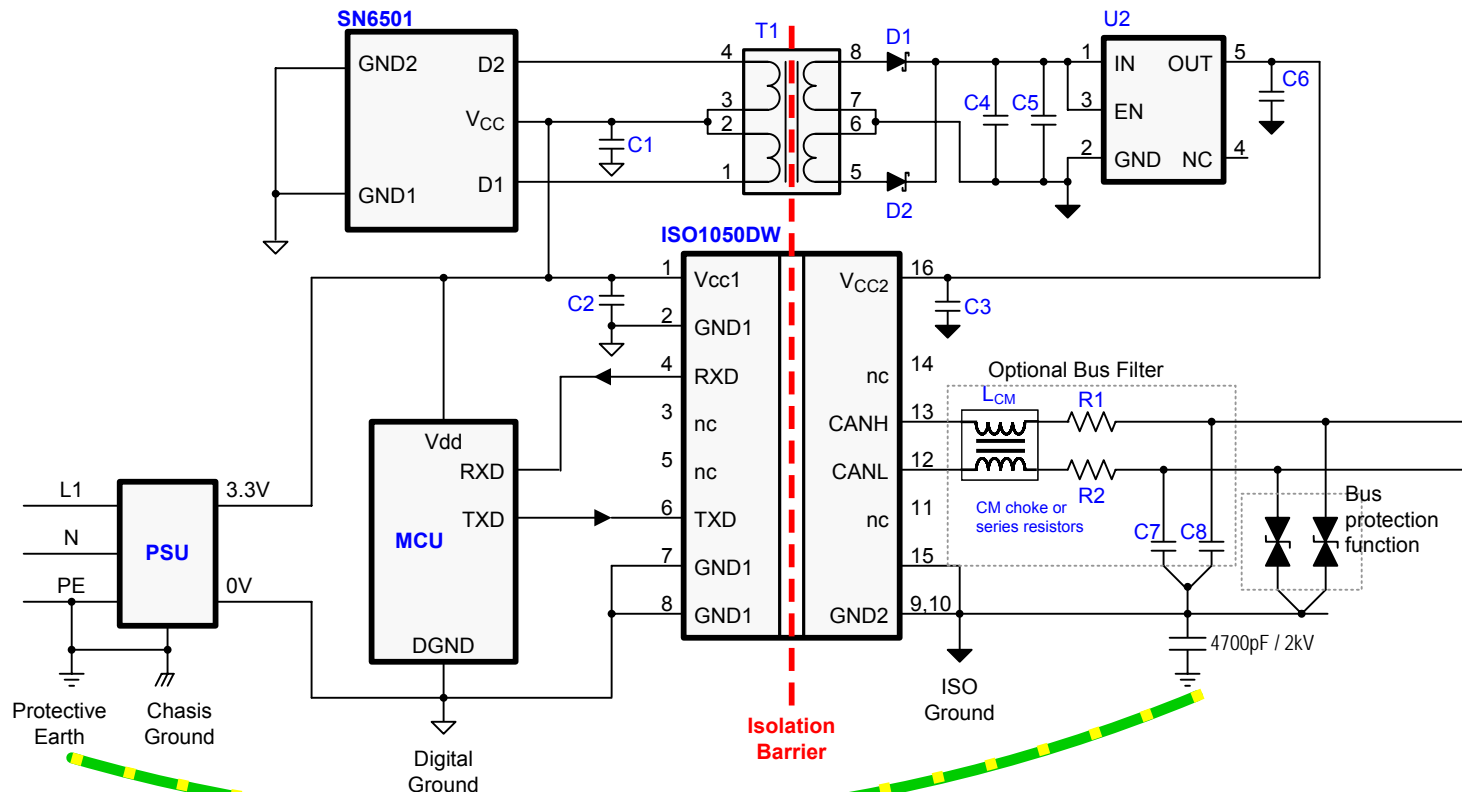 SN6501
T1
D1
U2
GND2
D2
4
8
1
IN
OUT
5
C6
3
7
C4
C5
3
EN
VCC
2
6
C1
2
GND
NC
4
GND1
D1
1
5
D2
ISO1050DW
1
Vcc1
VCC2
16
C2
C3
2
GND1
4
RXD
nc
14
Optional Bus Filter
LCM
R1
3
nc
CANH
13
Vdd
RXD
5
nc
CANL
12
R2
L1
3.3V
TXD
6
TXD
nc
11
CM choke or
series resistors
C7
C8
Bus
protection
function
N
PSU
MCU
7
GND1
15
PE
0V
8
GND1
GND2
9,10
DGND
4700pF / 2kV
Protective
Earth
Chasis
Ground
Digital
Ground
Isolation
Barrier
ISO
Ground